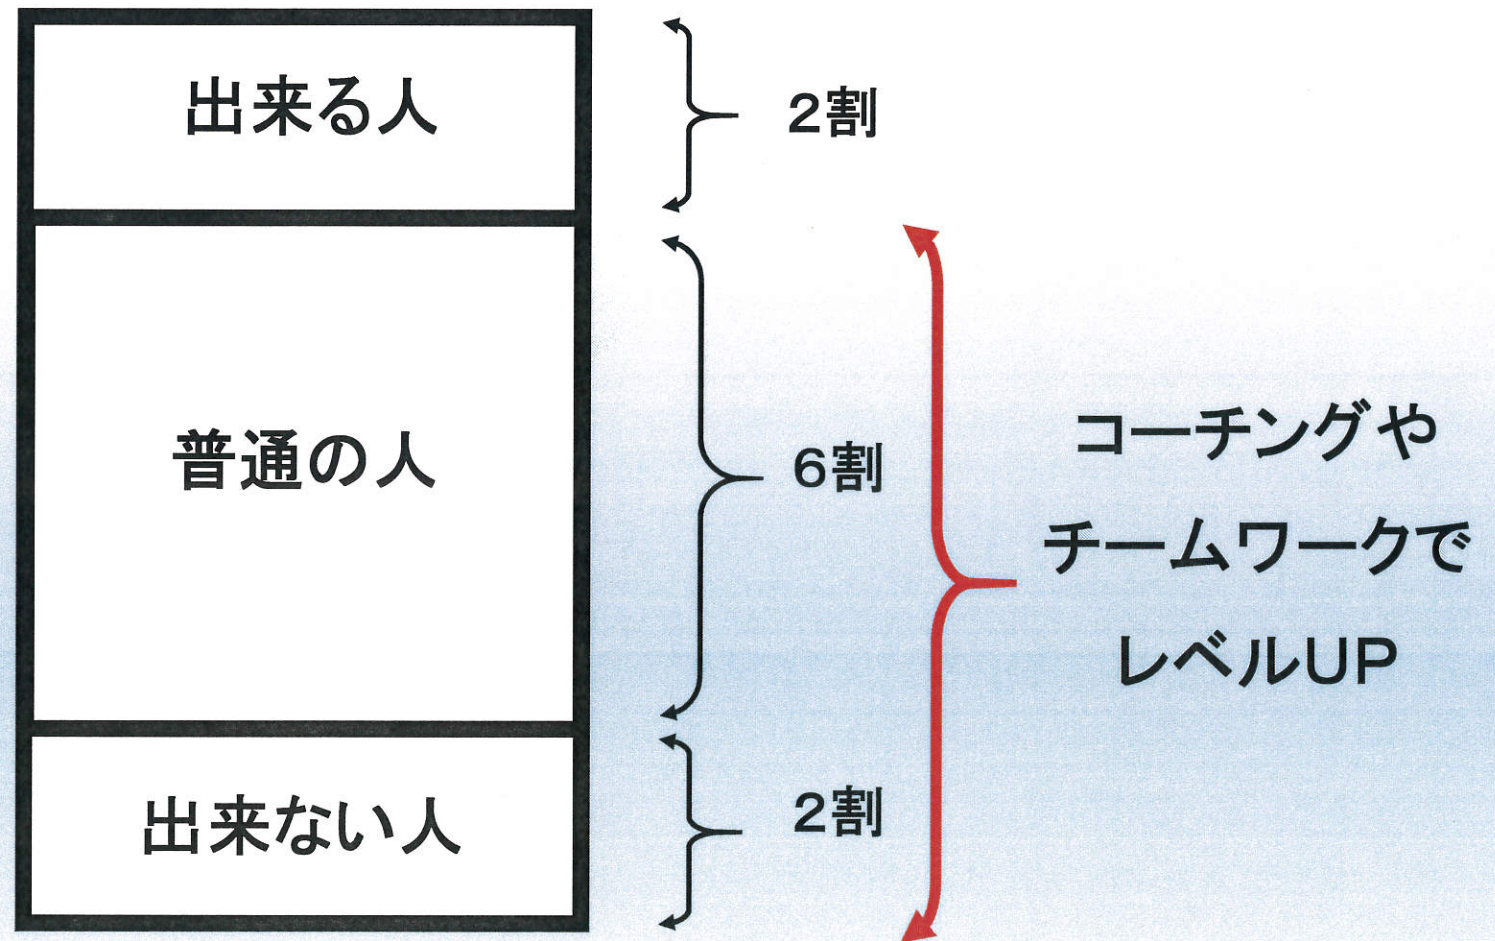 出来る人
2割
普通の人
6割
出来ない人
2割
コーチングや
チームワークで
レベルUP